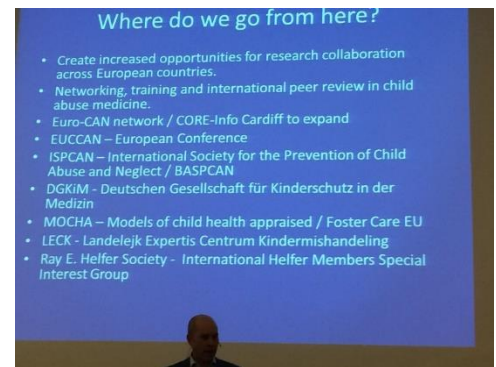 Where do we go from here?
• Create increased opportunities for research collaboration
across European countries.
• Networking, training and international peer review in child
abuse medicine.
• Euro-CAN network / CORE-Info Cardiff to expand
• EUCCAN – European Conference
• ISPCAN – International Society for the Prevention of Child
Abuse and Neglect / BASPCAN
• DGKiM - Deutschen Gesellschaft für Kinderschutz in der
Medizin
• MOCHA – Models of child health appraised / Foster Care EU
• LECK - Landelejk Expertis Centrum Kindermishandeling
• Ray E. Helfer Society - International Helfer Members Special
Interest Group